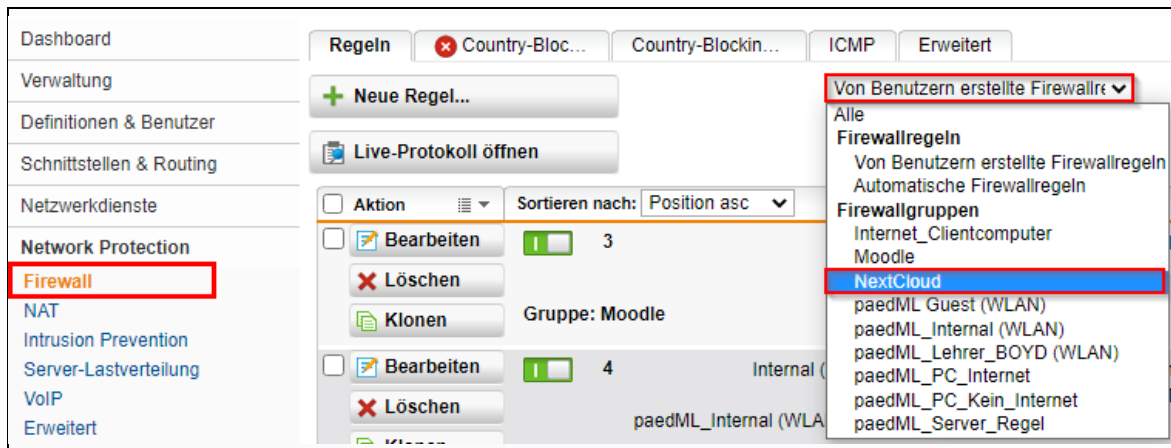 Dashboard
Verwaltung
Definitionen & Benutzer
Schnittstellen & Routing
Netzwerkdienste
Network Protection
Firewall
NAT
Intrusion Prevention
Server-Lastverteilung
VoIP
Erweitert
Regeln
Country-Bloc...
Country-Blockin...
ICMP
Erweitert
Neue Regel...
Live-Protokoll öffnen
Von Benutzern erstellte Firewallre
Alle
Firewallregeln
Von Benutzern erstellte Firewallregeln
Automatische Firewallregeln
Firewallgruppen
Internet_Clientcomputer
Moodle
NextCloud
paedML Guest (WLAN)
paedML_Internal (WLAN)
paedML_Lehrer_BOYD (WLAN)
paedML_PC_Internet
paedML_PC_Kein_Internet
paedML_Server_Regel
Aktion
Sortieren nach: Position asc
Bearbeiten 3
Löschen
Klonen Gruppe: Moodle
Bearbeiten 4 Internal (
Löschen paedML_Internal (WLA
Klonen